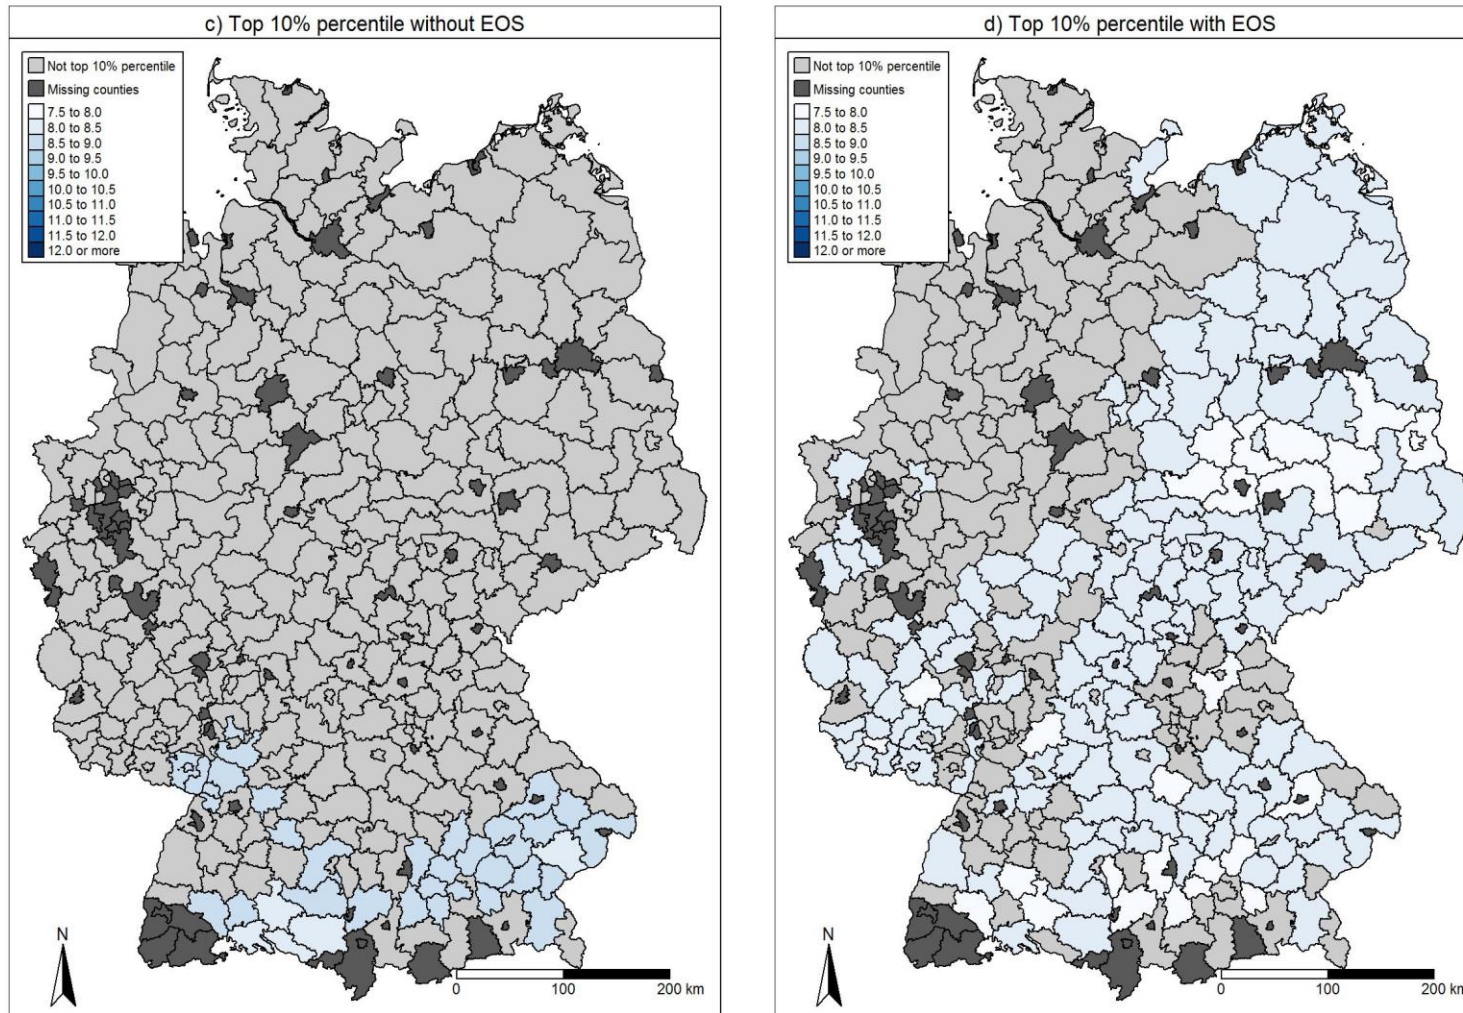 c) Top 10% percentile without EOS
Not top 10% percentile
Missing counties
7.5 to 8.0
8.0 to 8.5
8.5 to 9.0
9.0 to 9.5
9.5 to 10.0
10.0 to 10.5
10.5 to 11.0
11.0 to 11.5
11.5 to 12.0
12.0 or more
N
0 100 200 km
d) Top 10% percentile with EOS
Not top 10% percentile
Missing counties
7.5 to 8.0
8.0 to 8.5
8.5 to 9.0
9.0 to 9.5
9.5 to 10.0
10.0 to 10.5
10.5 to 11.0
11.0 to 11.5
11.5 to 12.0
12.0 or more
N
0 100 200 km